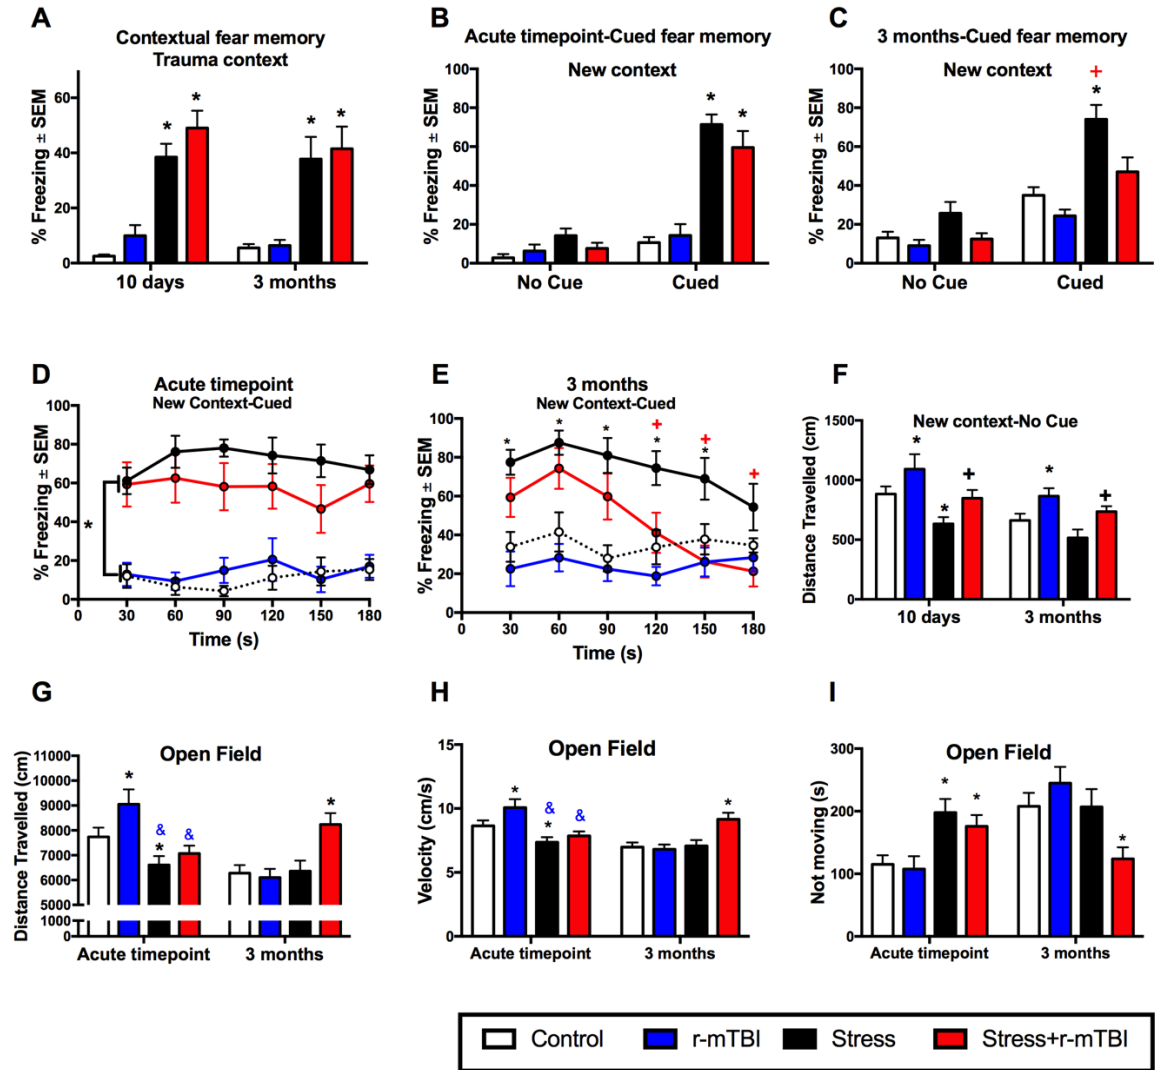 A
Contextual fear memory
Trauma context
% Freezing ± SEM
60
40
20
0
* * * *
10 days 3 months
B
Acute timepoint-Cued fear memory
New context
% Freezing ± SEM
100
80
60
40
20
0
* *
No Cue Cued
C
3 months-Cued fear memory
New context
% Freezing ± SEM
100
80
60
40
20
0
+
*
No Cue Cued
D
Acute timepoint
New Context-Cued
% Freezing ± SEM
100
80
60
40
20
0
*
0 30 60 90 120 150 180
Time (s)
E
3 months
New Context-Cued
% Freezing ± SEM
100
80
60
40
20
0
+ + +
* * * * *
0 30 60 90 120 150 180
Time (s)
F
New context-No Cue
Distance Travelled (cm)
1500
1000
500
0
* * + * +
10 days 3 months
G
Open Field
Distance Travelled (cm)
11000
10000
9000
8000
7000
6000
5000
1000
0
* & * & *
Acute timepoint 3 months
H
Open Field
Velocity (cm/s)
15
10
5
0
* & * & *
Acute timepoint 3 months
I
Open Field
Not moving (s)
300
200
100
0
* * *
Acute timepoint 3 months
Control r-mTBI Stress Stress+r-mTBI